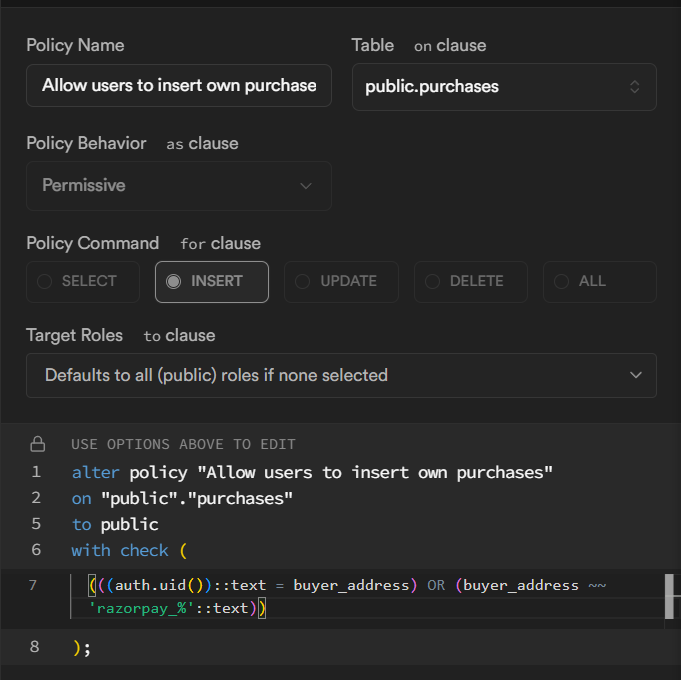 Policy Name
Table on clause
Allow users to insert own purchase
public.purchases
Policy Behavior as clause
Permissive
Policy Command for clause
SELECT INSERT UPDATE DELETE ALL
Target Roles to clause
Defaults to all (public) roles if none selected
USE OPTIONS ABOVE TO EDIT
1 alter policy "Allow users to insert own purchases"
2 on "public"."purchases"
5 to public
6 with check (
7 (((auth.uid())::text = buyer_address) OR (buyer_address ~~
'razorpay_%'::text))
8 );